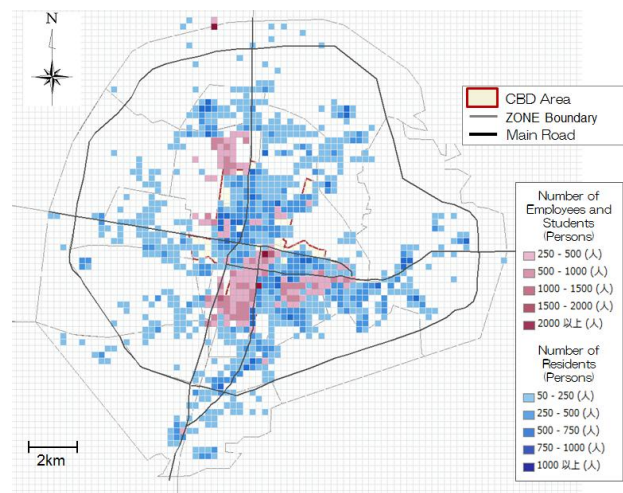 N
CBD Area
ZONE Boundary
Main Road
Number of
Employees and
Students
(Persons)
250 - 500 (人)
500 - 1000 (人)
1000 - 1500 (人)
1500 - 2000 (人)
2000 以上 (人)
Number of
Residents
(Persons)
50 - 250 (人)
250 - 500 (人)
500 - 750 (人)
750 - 1000 (人)
1000 以上 (人)
2km